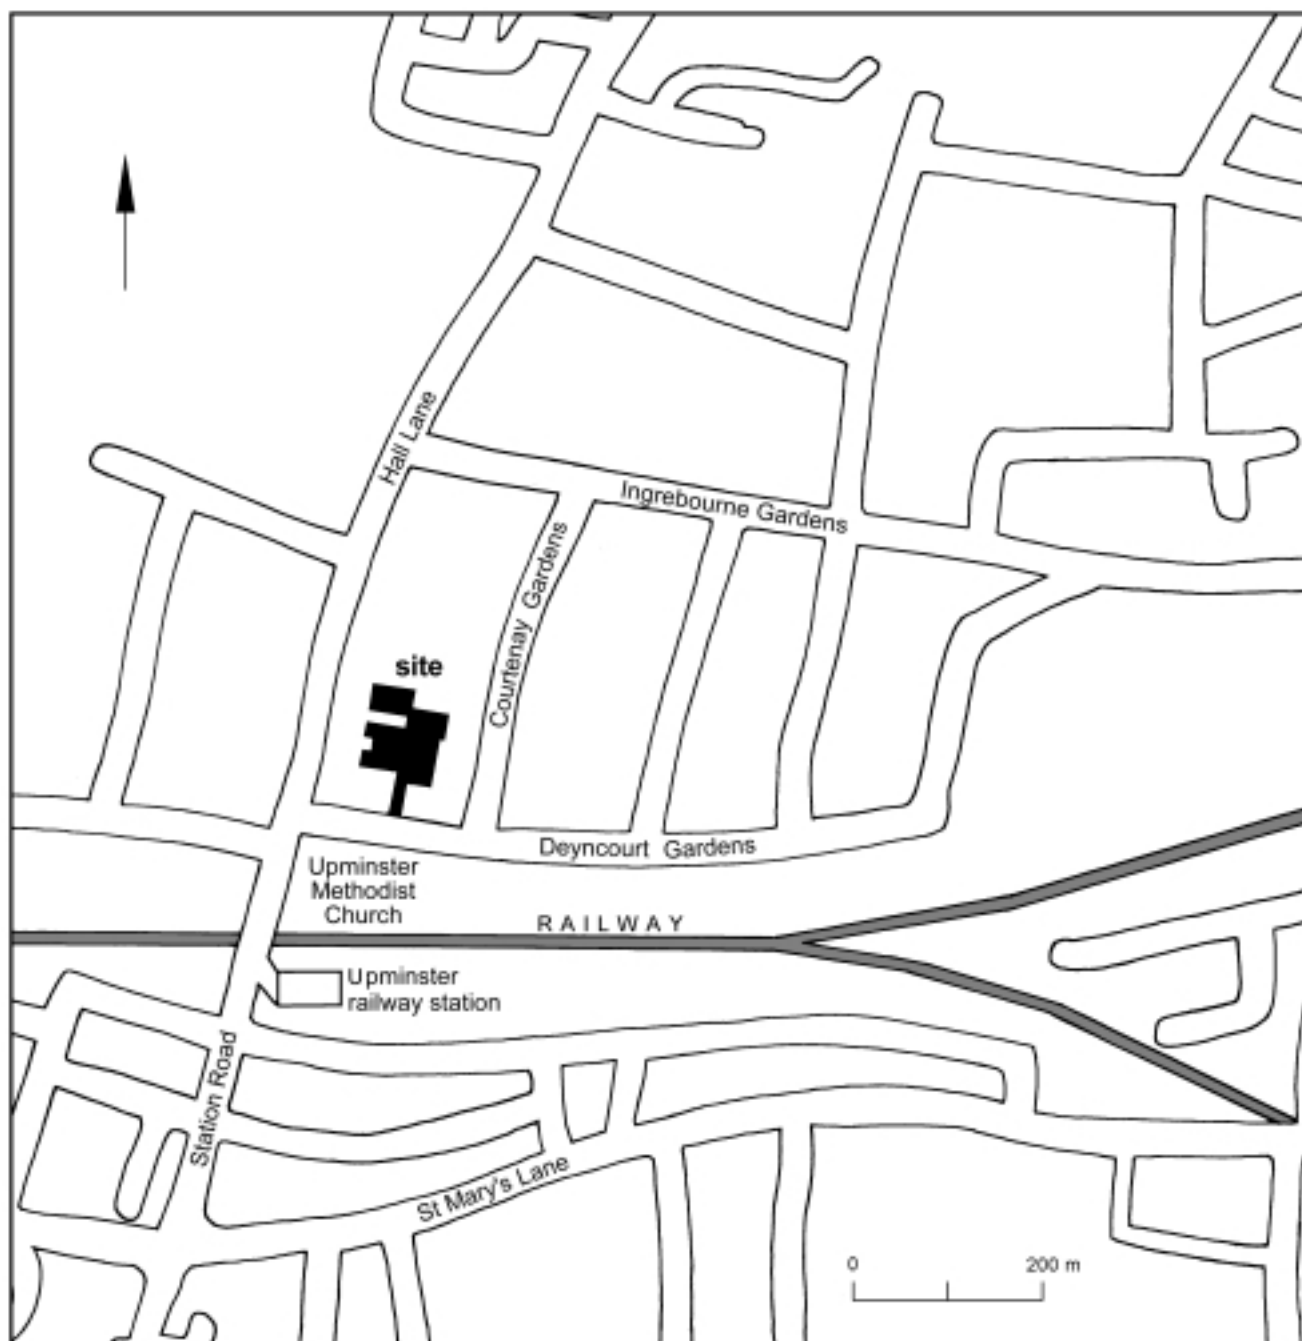 Hall Lane
Ingrebourne Gardens
Courtenay Gardens
site
Deyncourt Gardens
Upminster
Methodist
Church
RAILWAY
Upminster
railway station
Station Road
St Mary's Lane
0 200 m